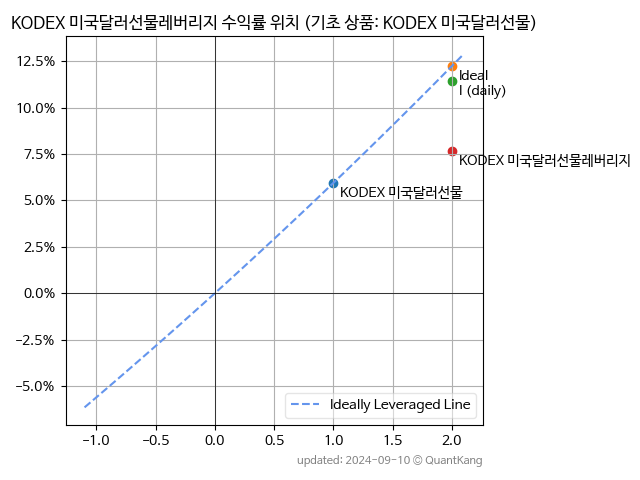 KODEX 미국달러선물레버리지 수익률 위치 (기초 상품: KODEX 미국달러선물)
12.5%
10.0%
7.5%
5.0%
2.5%
0.0%
−2.5%
−5.0%
Ideal
I (daily)
KODEX 미국달러선물레버리지
KODEX 미국달러선물
Ideally Leveraged Line
−1.0 −0.5 0.0 0.5 1.0 1.5 2.0
updated: 2024-09-10 © QuantKang